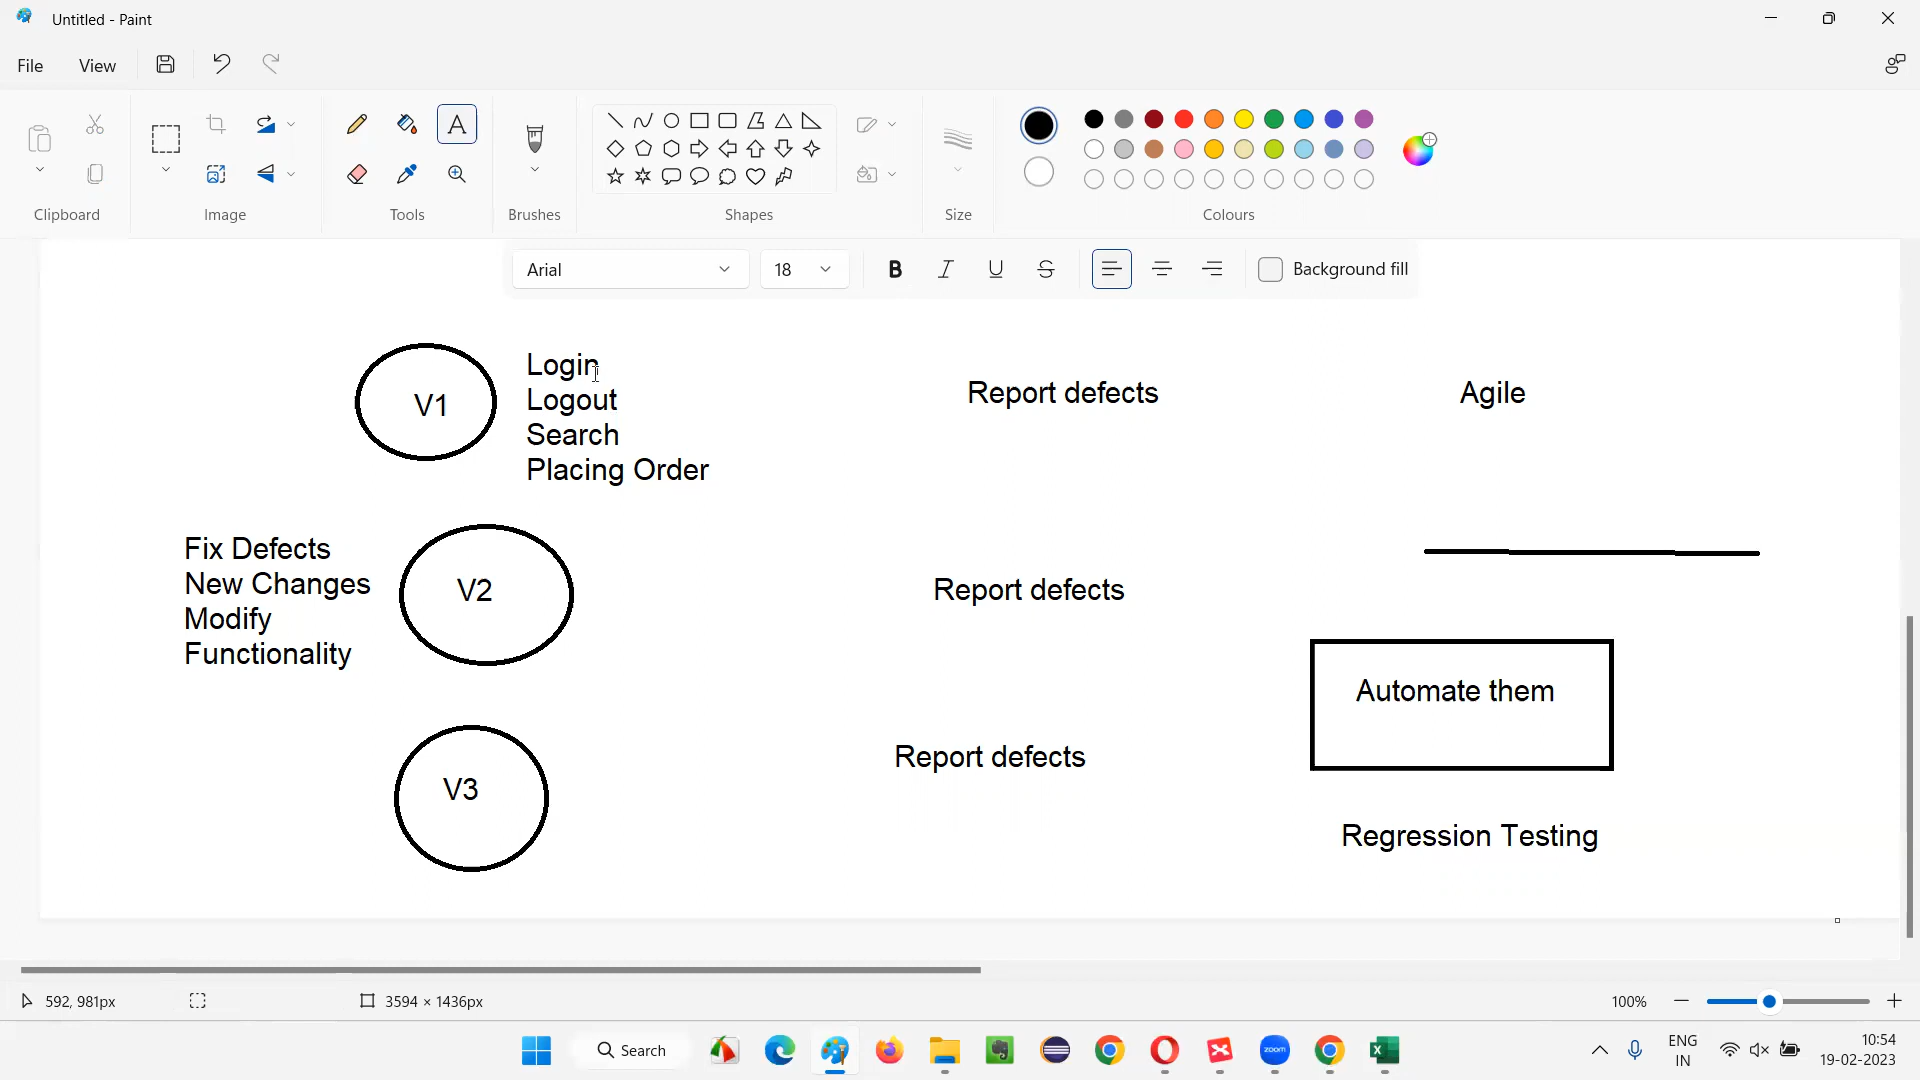 Untitled - Paint
File
View
Clipboard
Image
Tools
Brushes
Shapes
Size
Colours
Arial
18
B
I
U
S
Background fill
V1
Login
Logout
Search
Placing Order
Report defects
Agile
Fix Defects
New Changes
Modify
Functionality
V2
Report defects
Automate them
V3
Report defects
Regression Testing
592, 981px
3594 × 1436px
100%
Search
zoom
ENG
IN
10:54
19-02-2023